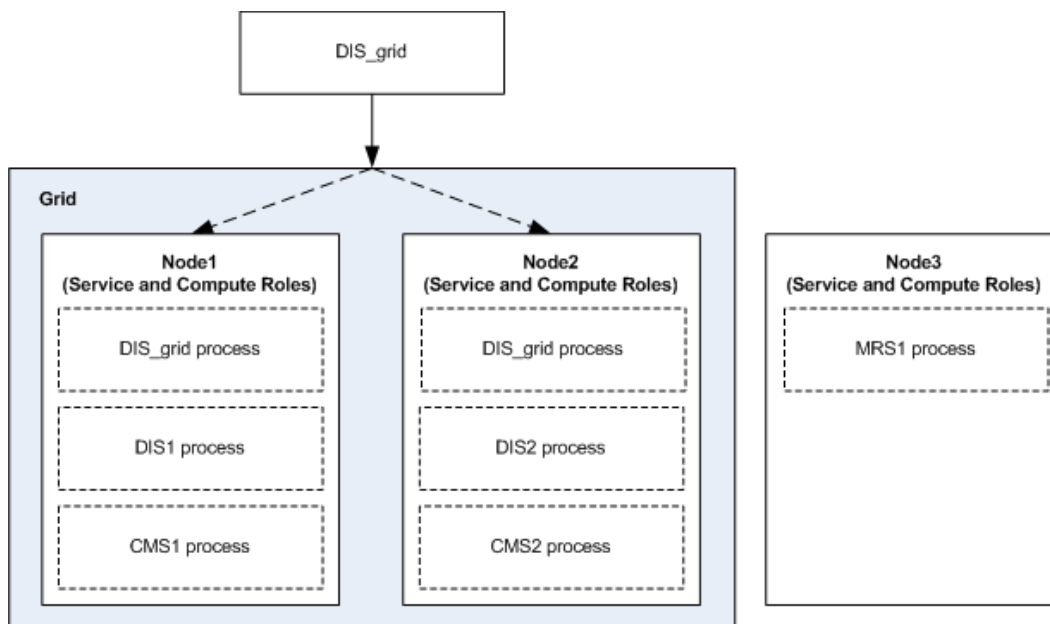 DIS_grid
Grid
Node1
(Service and Compute Roles)
DIS_grid process
DIS1 process
CMS1 process
Node2
(Service and Compute Roles)
DIS_grid process
DIS2 process
CMS2 process
Node3
(Service and Compute Roles)
MRS1 process